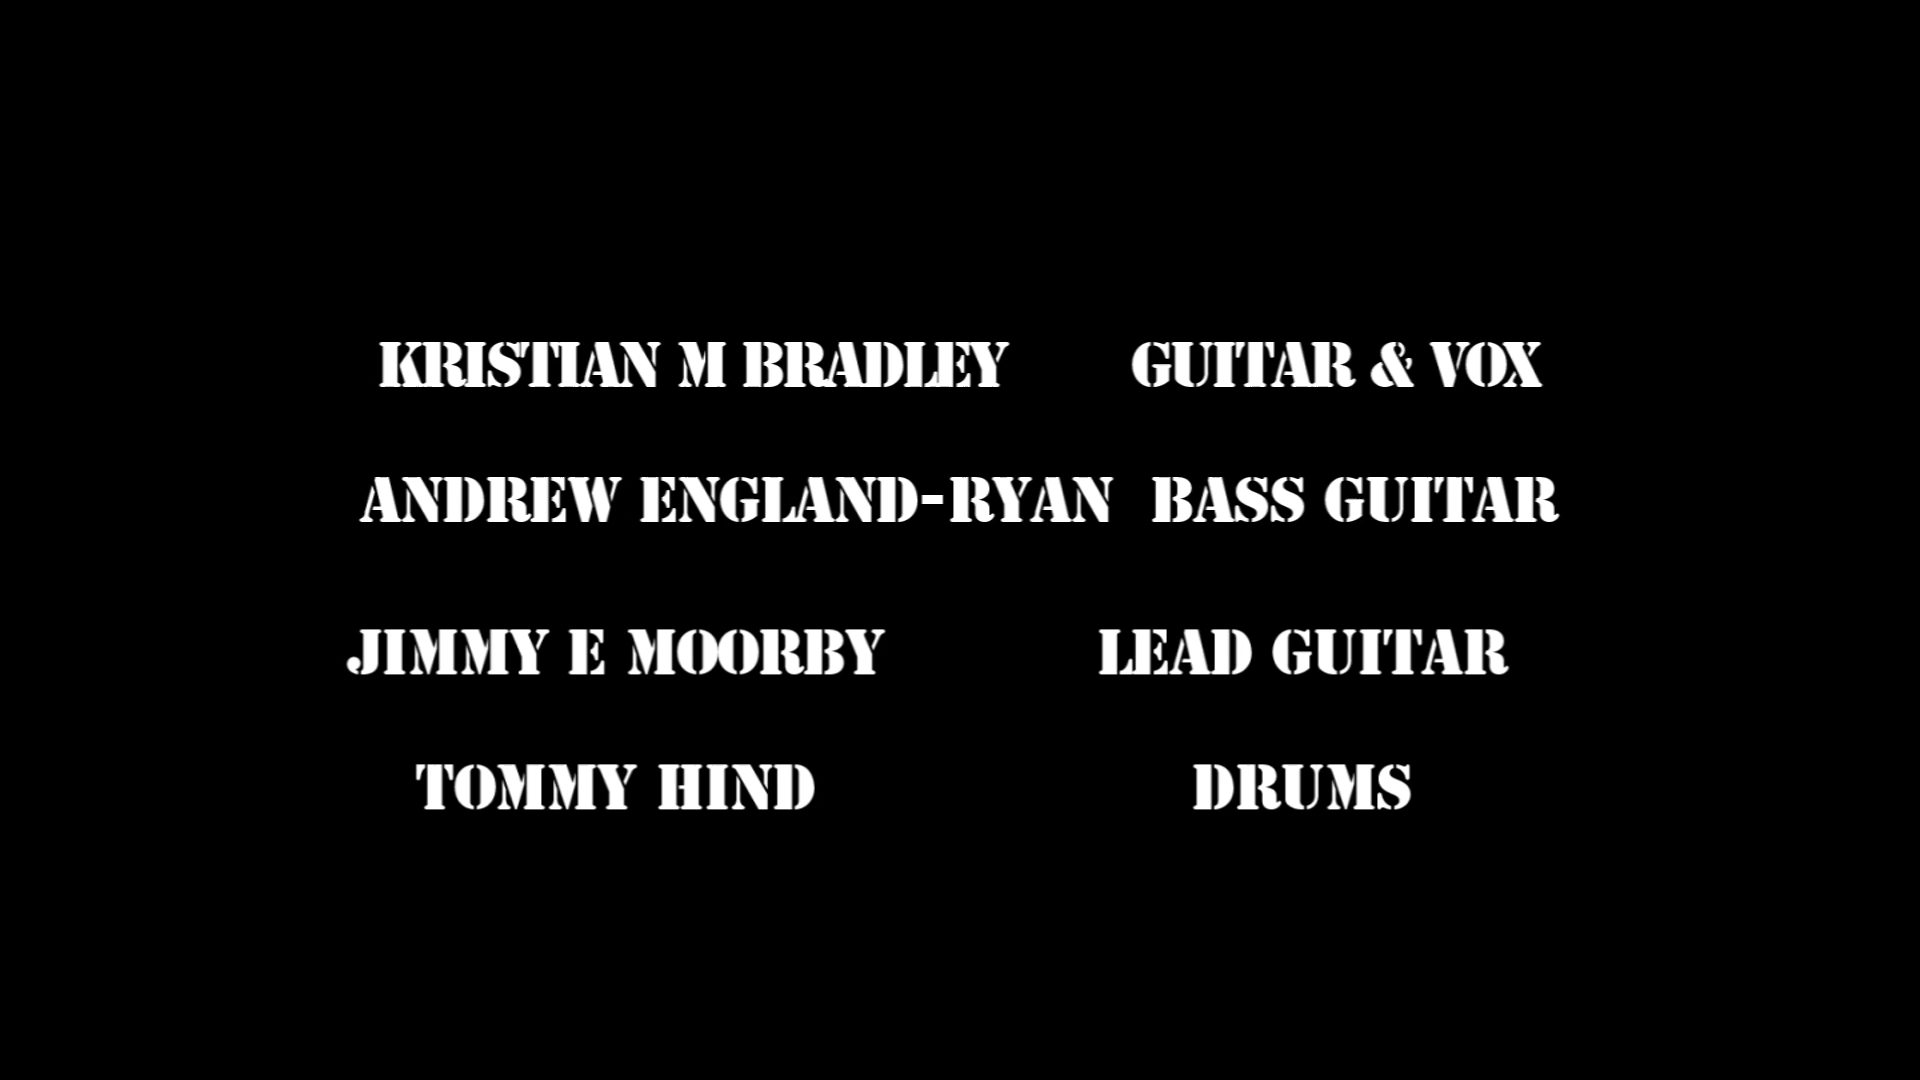 KRISTIAN M BRADLEY GUITAR & VOX
ANDREW ENGLAND-RYAN BASS GUITAR
JIMMY E MOORBY LEAD GUITAR
TOMMY HIND DRUMS